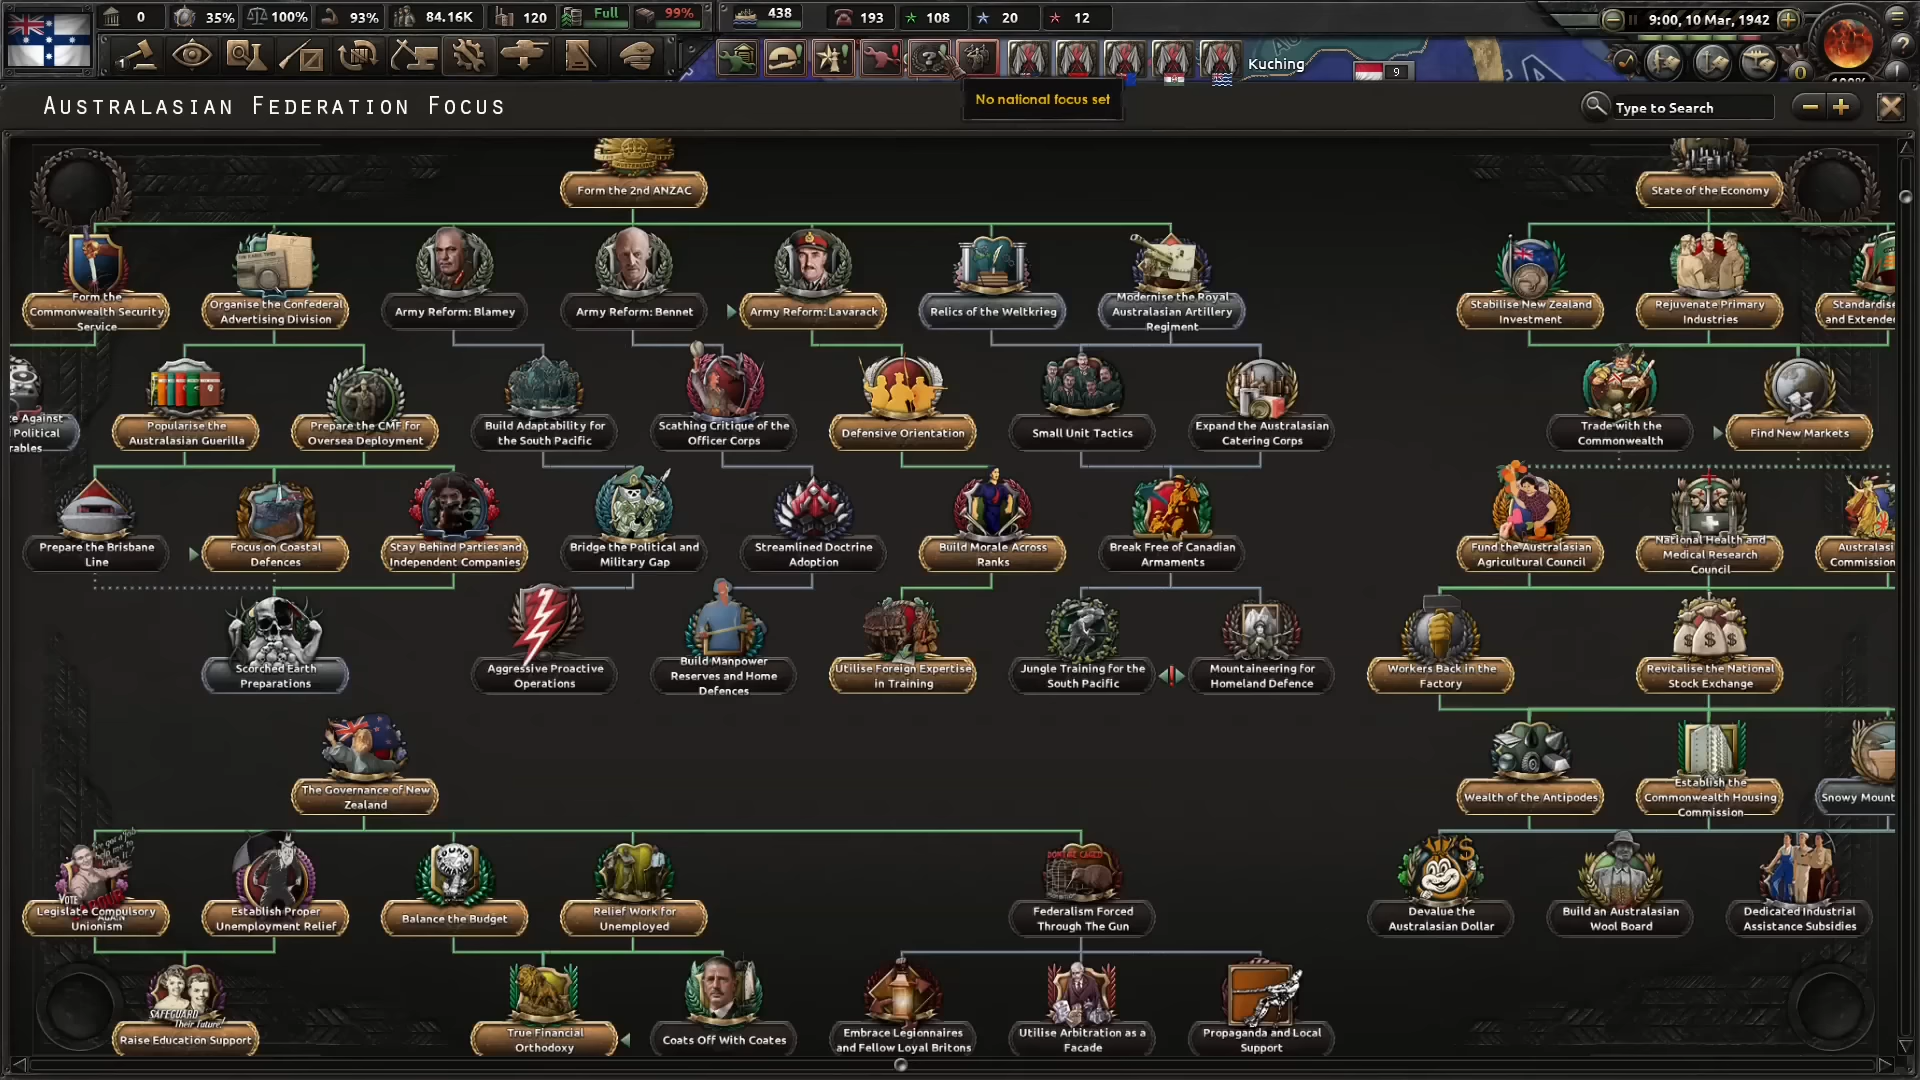 0
35%
100%
93%
84.16K
120
Full
99%
438
193
108
20
12
9:00, 10 Mar, 1942
Kuching
9
0
100%
No national focus set
AUSTRALASIAN FEDERATION FOCUS
Type to Search
Form the 2nd ANZAC
State of the Economy
Form the
Commonwealth Security
Service
Organise the Confederal
Advertising Division
Army Reform: Blamey
Army Reform: Bennet
Army Reform: Lavarack
Relics of the Weltkrieg
Modernise the Royal
Australasian Artillery
Regiment
Stabilise New Zealand
Investment
Rejuvenate Primary
Industries
Standardise
and Extended
e Against
Political
rables
Popularise the
Australasian Guerilla
Prepare the CMF for
Oversea Deployment
Build Adaptability for
the South Pacific
Scathing Critique of the
Officer Corps
Defensive Orientation
Small Unit Tactics
Expand the Australian
Catering Corps
Trade with the
Commonwealth
Find New Markets
Prepare the Brisbane
Line
Focus on Coastal
Defences
Stay Behind Parties and
Independent Companies
Bridge the Political and
Military Gap
Streamlined Doctrine
Adoption
Build Morale Across
Ranks
Break Free of Canadian
Armaments
Fund the Australasian
Agricultural Council
National Health and
Medical Research
Council
Australasi
Commission
Scorched Earth
Preparations
Aggressive Proactive
Operations
Build Manpower
Reserves and Home
Defences
Utilise Foreign Expertise
in Training
Jungle Training for the
South Pacific
Mountaineering for
Homeland Defence
Workers Back in the
Factory
Revitalise the National
Stock Exchange
The Governance of New
Zealand
Wealth of the Antipodes
Establish the
Commonwealth Housing
Commission
Snowy Mount
Legislate Compulsory
Unionism
Establish Proper
Unemployment Relief
Balance the Budget
Relief Work for
Unemployed
Federalism Forced
Through The Gun
Devalue the
Australasian Dollar
Build an Australasian
Wool Board
Dedicated Industrial
Assistance Subsidies
VOTE
SAFEGUARD
Their future!
Raise Education Support
True Financial
Orthodoxy
Coats Off With Coates
Embrace Legionnaires
and Fellow Loyal Britons
Utilise Arbitration as a
Facade
Propaganda and Local
Support